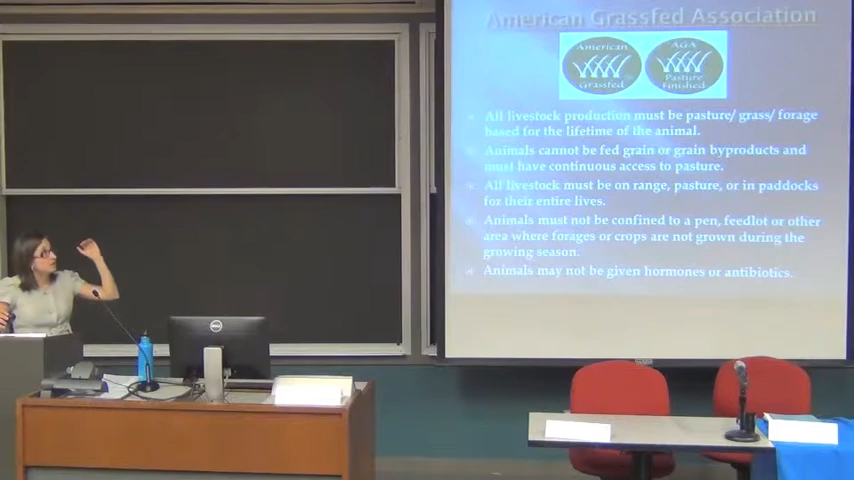 American Grassfed Association
American
Grassfed
AGA
Pasture
Finished
All livestock production must be pasture/grass/forage
based for the lifetime of the animal.
Animals cannot be fed grain or grain byproducts and
must have continuous access to pasture.
All livestock must be on range, pasture, or in paddocks
for their entire lives.
Animals must not be confined to a pen, feedlot or other
area where forages or crops are not grown during the
growing season.
Animals may not be given hormones or antibiotics.
DELL